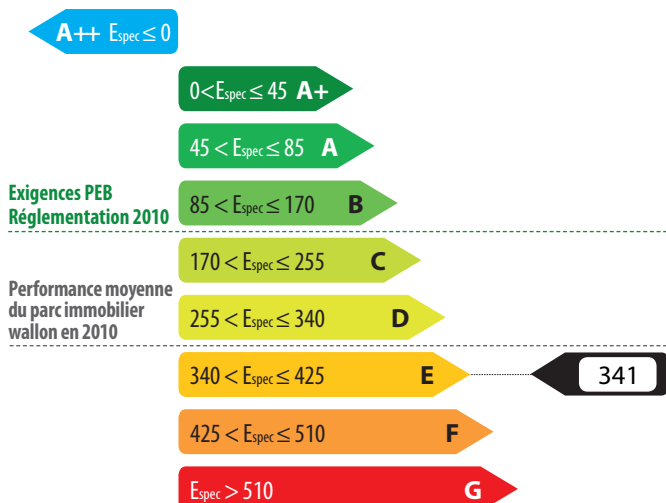 A++ Espec ≤ 0
0<Espec ≤ 45 A+
45 < Espec ≤ 85 A
Exigences PEB
Réglementation 2010
85 < Espec ≤ 170 B
170 < Espec ≤ 255 C
Performance moyenne
du parc immobilier
wallon en 2010
255 < Espec ≤ 340 D
340 < Espec ≤ 425 E
341
425 < Espec ≤ 510 F
Espec > 510 G